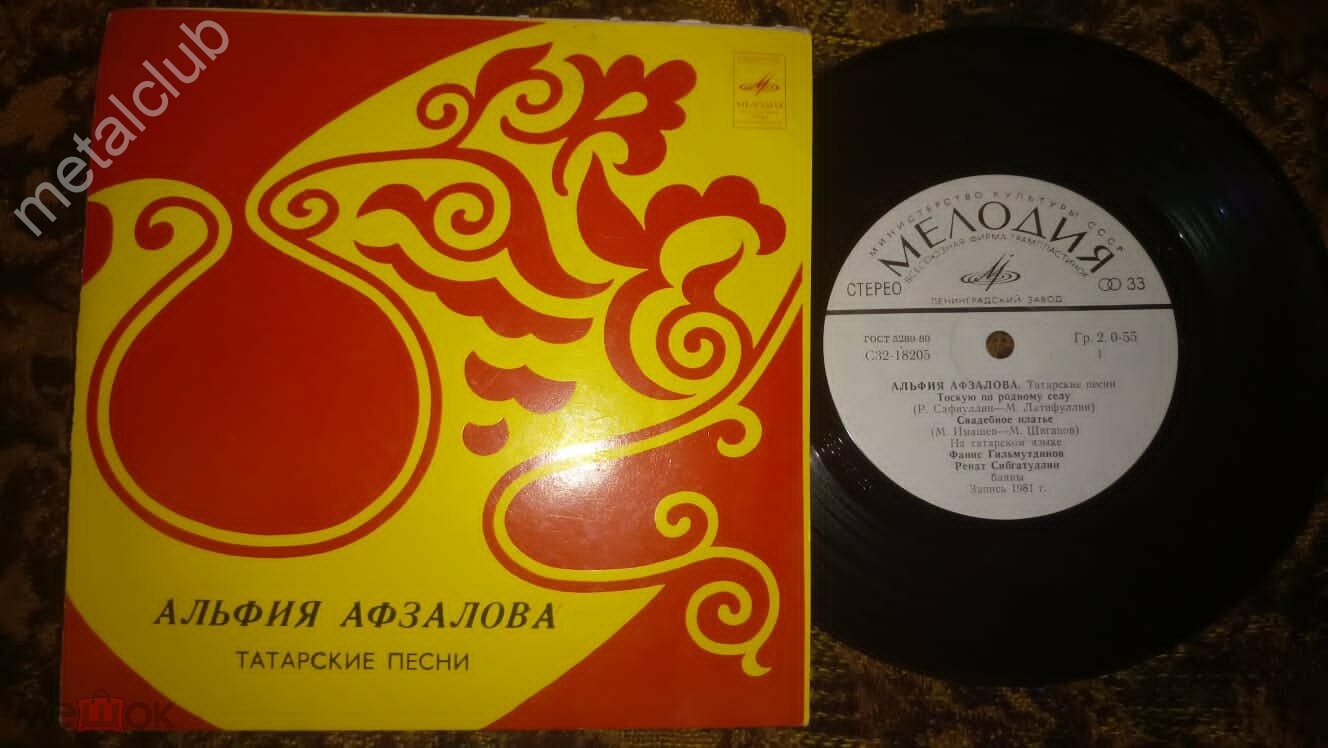 metalclub
МЕЛОДИЯ
АЛЬФИЯ АФЗАЛОВА
ТАТАРСКИЕ ПЕСНИ
мешок
МИНИСТЕРСТВО КУЛЬТУРЫ СССР
МЕЛОДИЯ
ВСЕСОЮЗНАЯ ФИРМА ГРАМПЛАСТИНОК
СТЕРЕО
33
ЛЕНИНГРАДСКИЙ ЗАВОД
ГОСТ 5289-80
Гр. 2. 0-55
С32-18205
1
АЛЬФИЯ АФЗАЛОВА. Татарские песни
Тоскую по родному селу
(Р. Сафиуллин—М. Латифуллин)
Свадебное платье
(М. Имашев—М. Шиганов)
На татарском языке
Фанис Гильмутдинов
Ренат Сибгатуллин
баяны
Запись 1981 г.